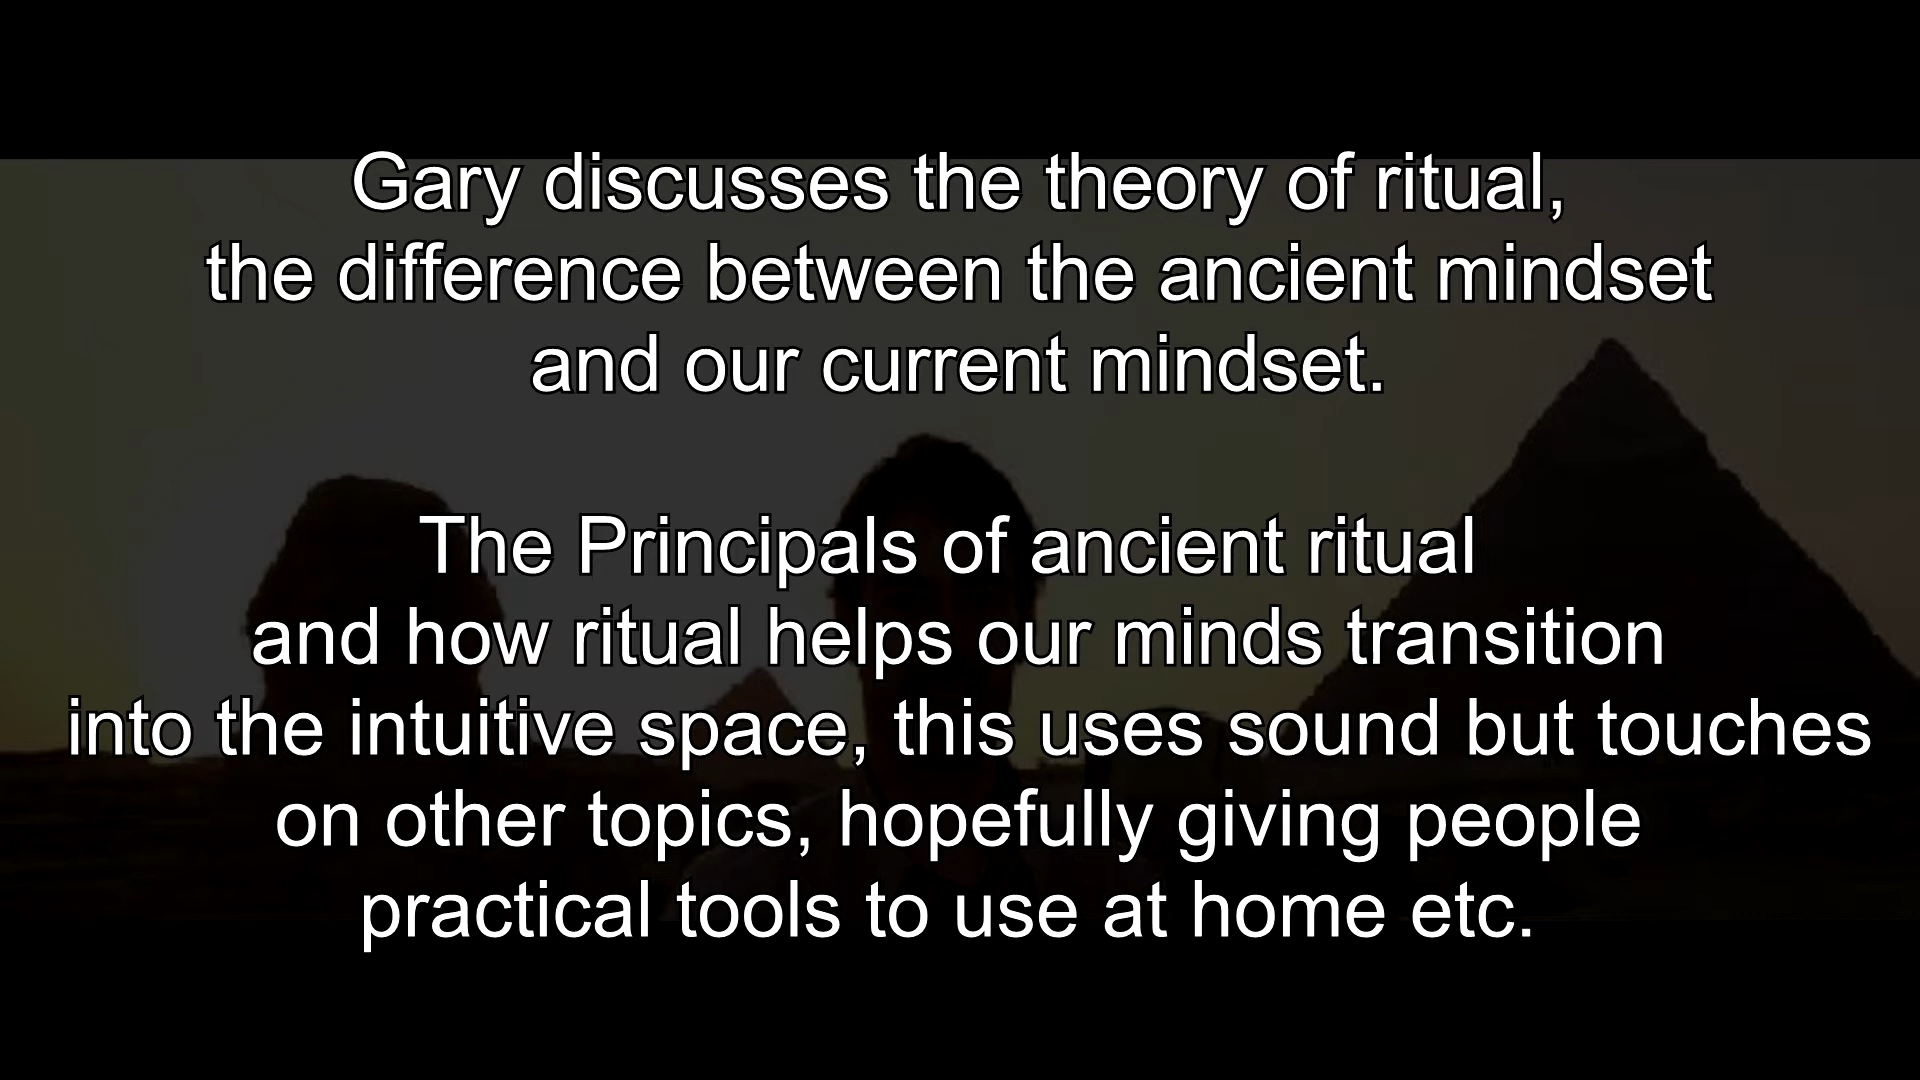 Gary discusses the theory of ritual,
the difference between the ancient mindset
and our current mindset.
The Principals of ancient ritual
and how ritual helps our minds transition
into the intuitive space, this uses sound but touches
on other topics, hopefully giving people
practical tools to use at home etc.